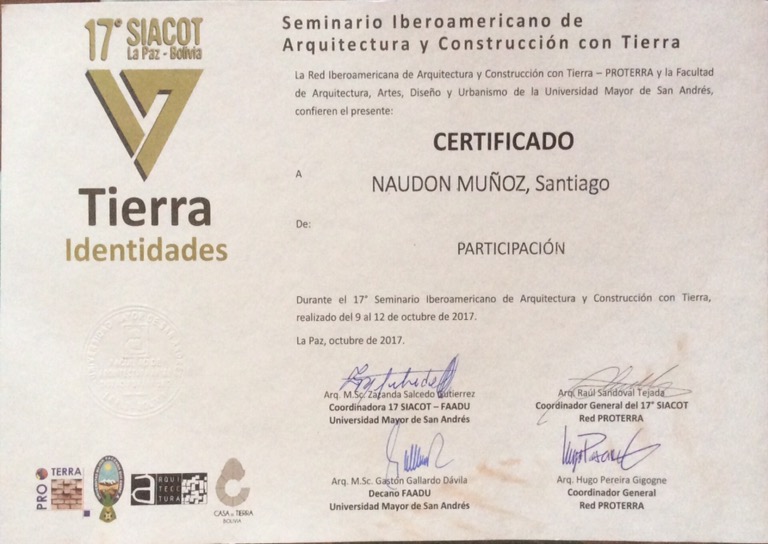 17° SIACOT
La Paz - Bolivia
Tierra
Identidades
Seminario Iberoamericano de
Arquitectura y Construcción con Tierra
La Red Iberoamericana de Arquitectura y Construcción con Tierra – PROTERRA y la Facultad
de Arquitectura, Artes, Diseño y Urbanismo de la Universidad Mayor de San Andrés,
confieren el presente:
CERTIFICADO
A
NAUDON MUÑOZ, Santiago
De:
PARTICIPACIÓN
Durante el 17° Seminario Iberoamericano de Arquitectura y Construcción con Tierra,
realizado del 9 al 12 de octubre de 2017.
La Paz, octubre de 2017.
Arq. M.Sc. Zaranda Salcedo Gutierrez
Coordinadora 17 SIACOT – FAADU
Universidad Mayor de San Andrés
Arq. Raúl Sandoval Tejada
Coordinador General del 17° SIACOT
Red PROTERRA
Arq. M.Sc. Gastón Gallardo Dávila
Decano FAADU
Universidad Mayor de San Andrés
Arq. Hugo Pereira Gigogne
Coordinador General
Red PROTERRA
PRO TERRA
ARQUI
TECC
TURA
CASA de TIERRA
BOLIVIA